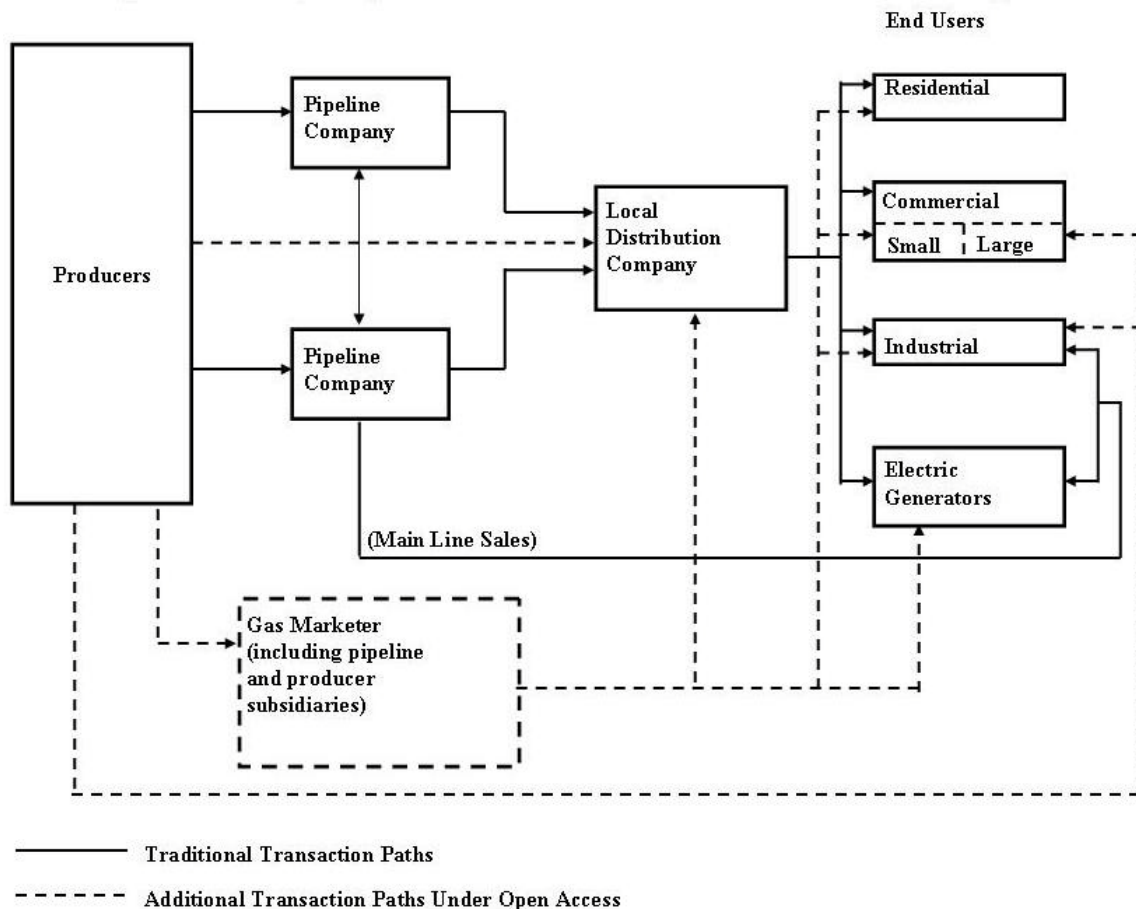 End Users
Residential
Pipeline
Company
Commercial
Small
Large
Local
Distribution
Company
Producers
Pipeline
Company
Industrial
Electric
Generators
(Main Line Sales)
Gas Marketer
(including pipeline
and producer
subsidiaries)
Traditional Transaction Paths
Additional Transaction Paths Under Open Access